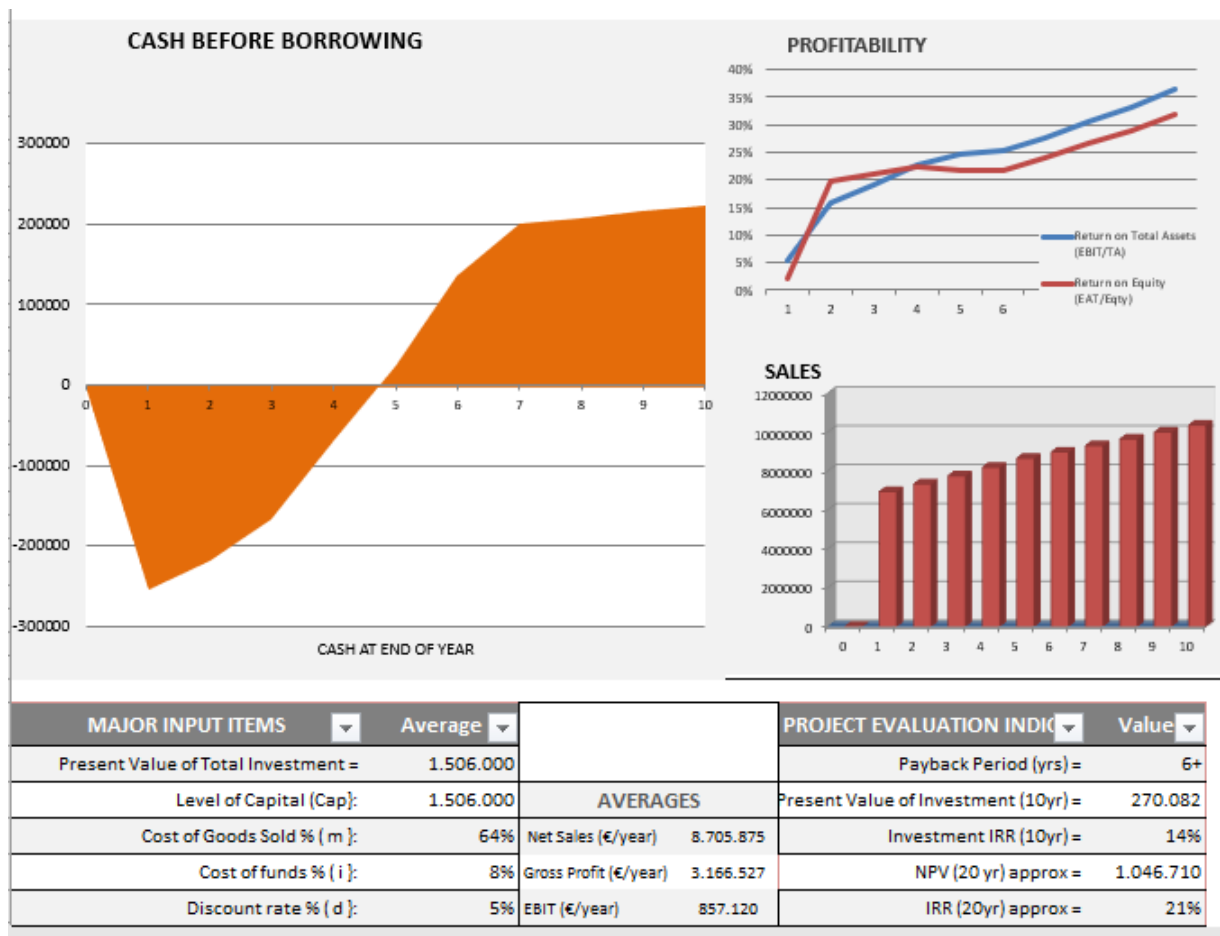 CASH BEFORE BORROWING
300000
200000
100000
0
-100000
-200000
-300000
0 1 2 3 4 5 6 7 8 9 10
CASH AT END OF YEAR
PROFITABILITY
40%
35%
30%
25%
20%
15%
10%
5%
0%
1 2 3 4 5 6
Return on Total Assets
(EBIT/TA)
Return on Equity
(EAT/Eqty)
SALES
12000000
10000000
8000000
6000000
4000000
2000000
0
0 1 2 3 4 5 6 7 8 9 10
MAJOR INPUT ITEMS Average
Present Value of Total Investment = 1.506.000
Level of Capital (Cap}: 1.506.000
Cost of Goods Sold % ( m }: 64%
Cost of funds % ( i }: 8%
Discount rate % ( d }: 5%
AVERAGES
Net Sales (€/year) 8.705.875
Gross Profit (€/year) 3.166.527
EBIT (€/year) 857.120
PROJECT EVALUATION INDIC Value
Payback Period (yrs) = 6+
Present Value of Investment (10yr) = 270.082
Investment IRR (10yr) = 14%
NPV (20 yr) approx = 1.046.710
IRR (20yr) approx = 21%